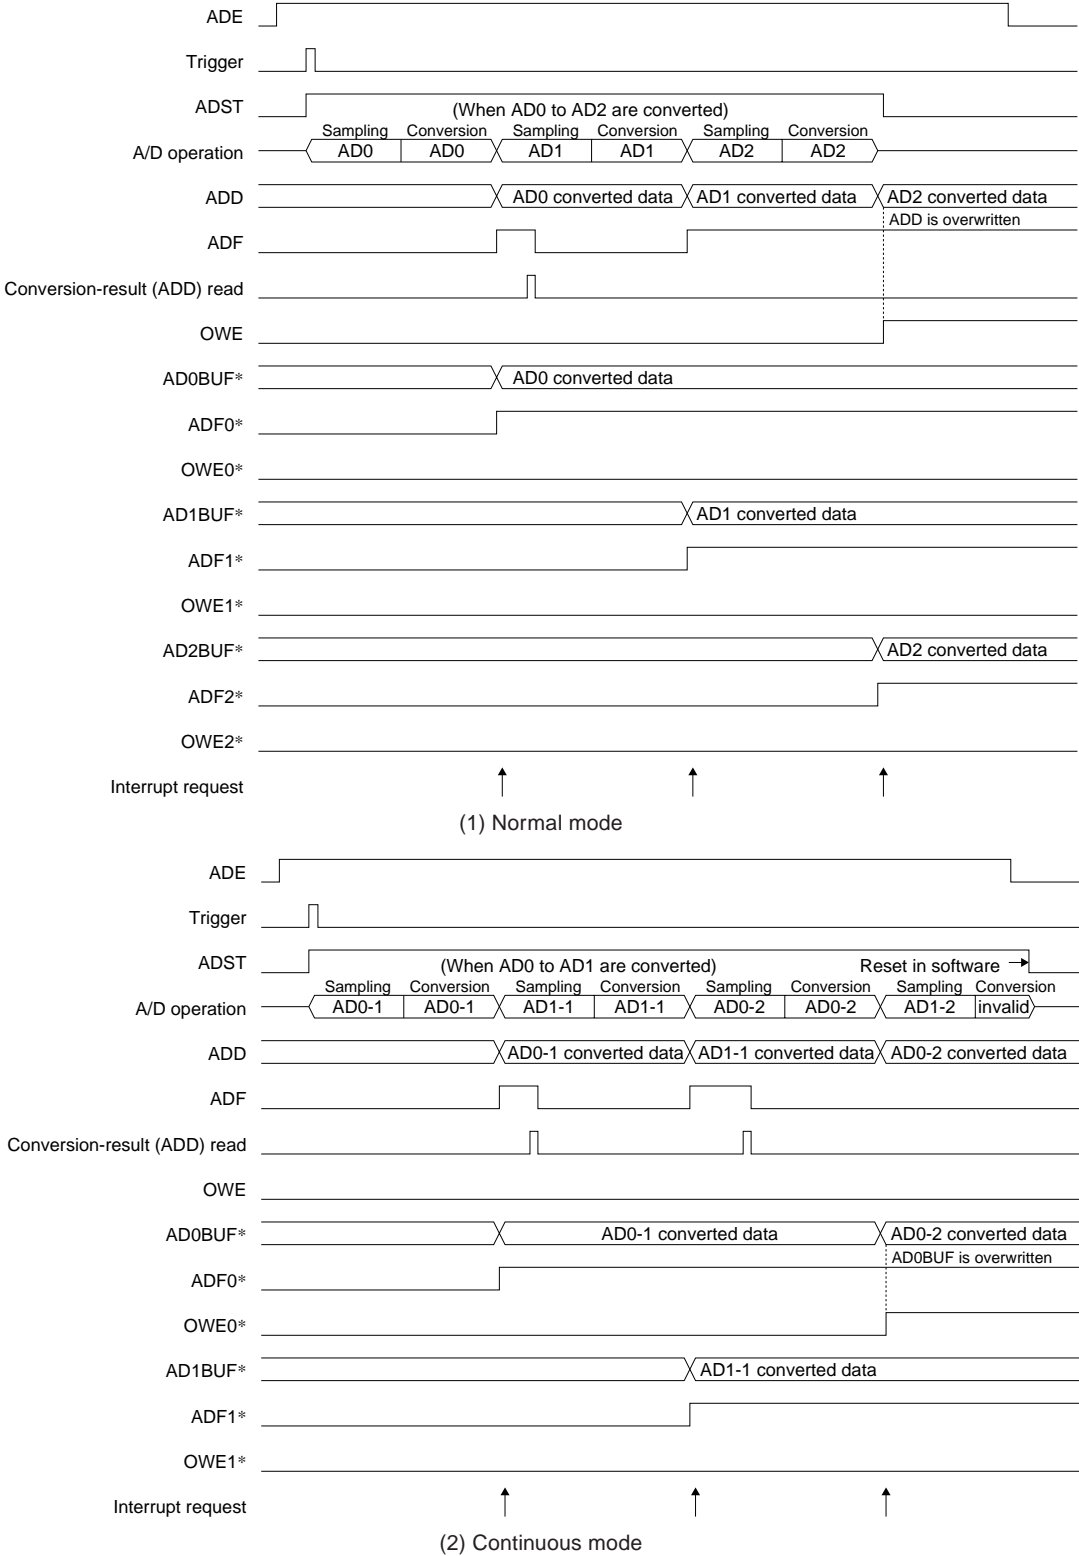 ADE
Trigger
ADST
(When AD0 to AD2 are converted)
Sampling Conversion Sampling Conversion Sampling Conversion
A/D operation AD0 AD0 AD1 AD1 AD2 AD2
ADD AD0 converted data AD1 converted data AD2 converted data
ADD is overwritten
ADF
Conversion-result (ADD) read
OWE
AD0BUF* AD0 converted data
ADF0*
OWE0*
AD1BUF* AD1 converted data
ADF1*
OWE1*
AD2BUF* AD2 converted data
ADF2*
OWE2*
Interrupt request
(1) Normal mode
ADE
Trigger
ADST
(When AD0 to AD1 are converted) Reset in software
Sampling Conversion Sampling Conversion Sampling Conversion Sampling Conversion
A/D operation AD0-1 AD0-1 AD1-1 AD1-1 AD0-2 AD0-2 AD1-2 invalid
ADD AD0-1 converted data AD1-1 converted data AD0-2 converted data
ADF
Conversion-result (ADD) read
OWE
AD0BUF* AD0-1 converted data AD0-2 converted data
AD0BUF is overwritten
ADF0*
OWE0*
AD1BUF* AD1-1 converted data
ADF1*
OWE1*
Interrupt request
(2) Continuous mode